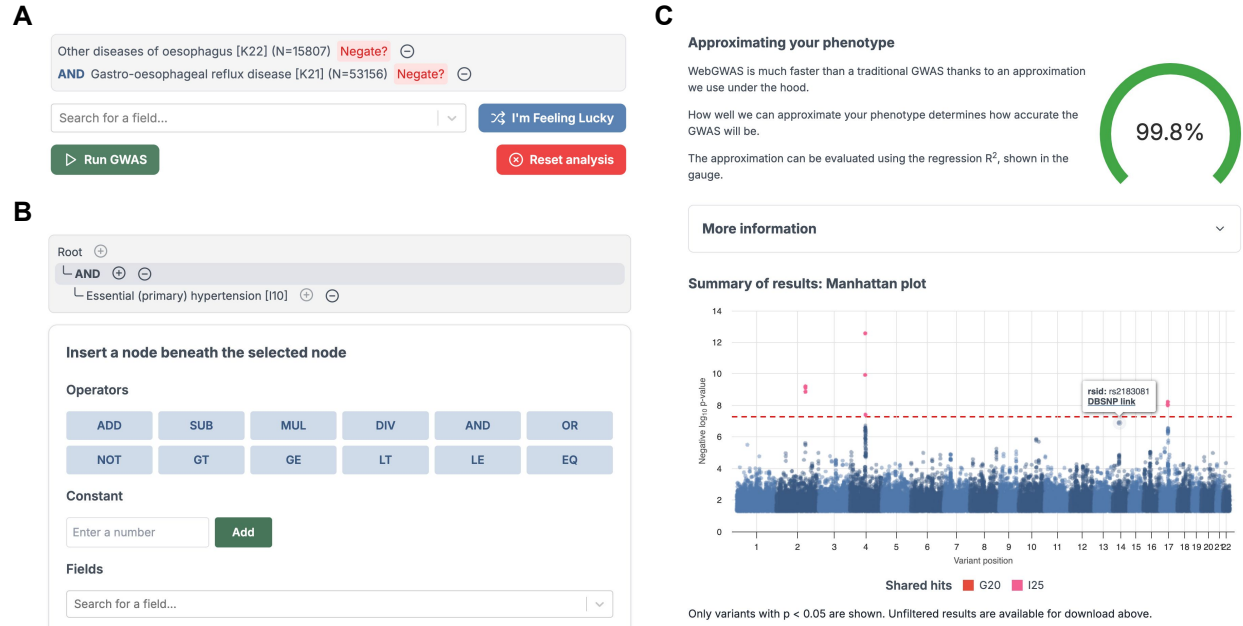 A
Other diseases of oesophagus [K22] (N=15807) Negate?
AND Gastro-oesophageal reflux disease [K21] (N=53156) Negate?
Search for a field...
I'm Feeling Lucky
Run GWAS
Reset analysis
B
Root
AND
Essential (primary) hypertension [I10]
Insert a node beneath the selected node
Operators
ADD SUB MUL DIV AND OR
NOT GT GE LT LE EQ
Constant
Enter a number
Add
Fields
Search for a field...
C
Approximating your phenotype
WebGWAS is much faster than a traditional GWAS thanks to an approximation
we use under the hood.
How well we can approximate your phenotype determines how accurate the
GWAS will be.
The approximation can be evaluated using the regression R², shown in the
gauge.
99.8%
More information
Summary of results: Manhattan plot
Negative log₁₀ p-value
14
12
10
8
6
4
2
0
rsid: rs2183081
DBSNP link
1 2 3 4 5 6 7 8 9 10 11 12 13 14 15 16 17 18 19 20 21 22
Variant position
Shared hits G20 I25
Only variants with p < 0.05 are shown. Unfiltered results are available for download above.